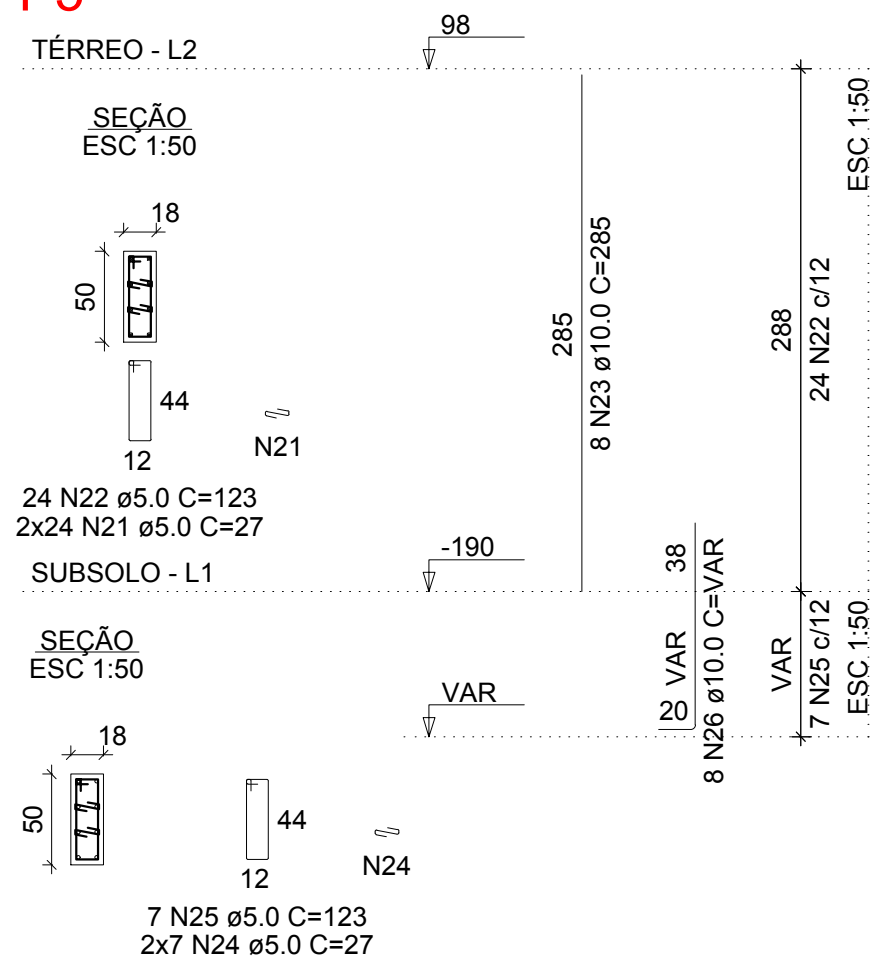 TÉRREO - L2
98
SEÇÃO
ESC 1:50
ESC 1:50
18
50
44
12
N21
24 N22 ø5.0 C=123
2x24 N21 ø5.0 C=27
285
8 N23 ø10.0 C=285
288
24 N22 c/12
SUBSOLO - L1
-190
SEÇÃO
ESC 1:50
VAR
38
VAR
20
8 N26 ø10.0 C=VAR
VAR
7 N25 c/12
ESC 1:50
18
50
44
12
N24
7 N25 ø5.0 C=123
2x7 N24 ø5.0 C=27